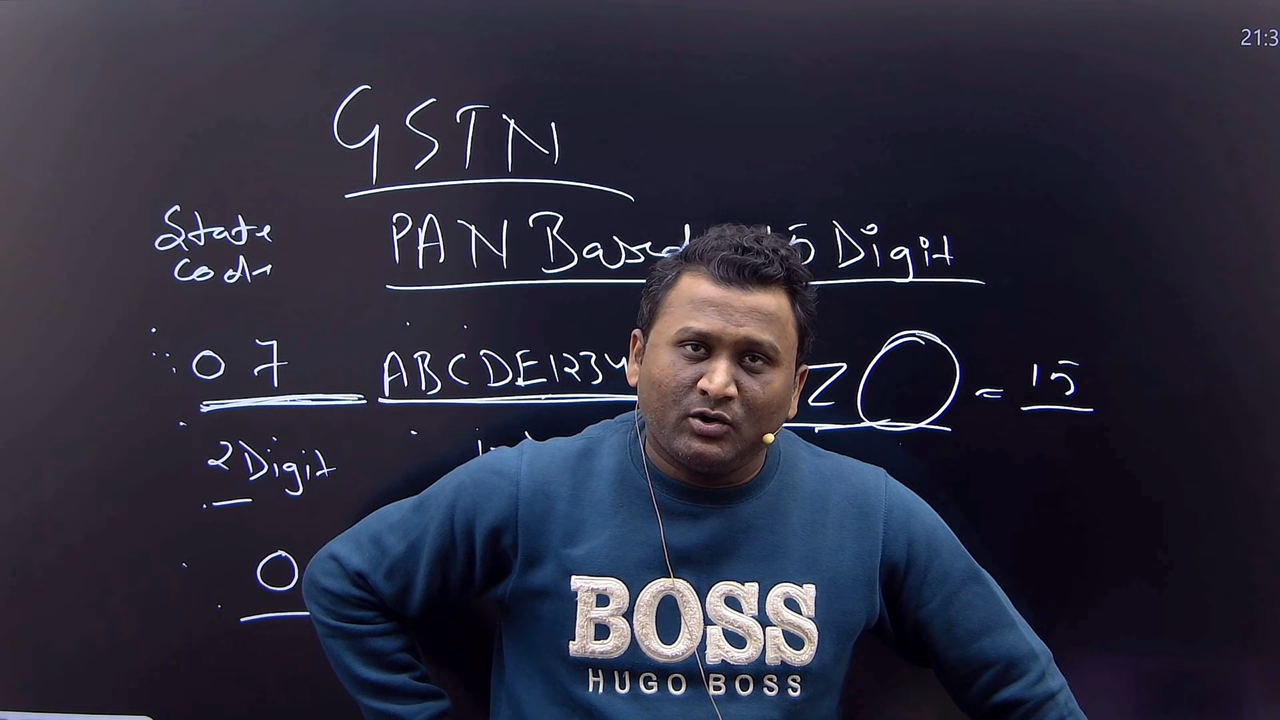 21:3
GSTN
State
code
PAN Based 15 Digit
07 ABCDE1234 Z O = 15
2 Digit
0
BOSS
HUGO BOSS